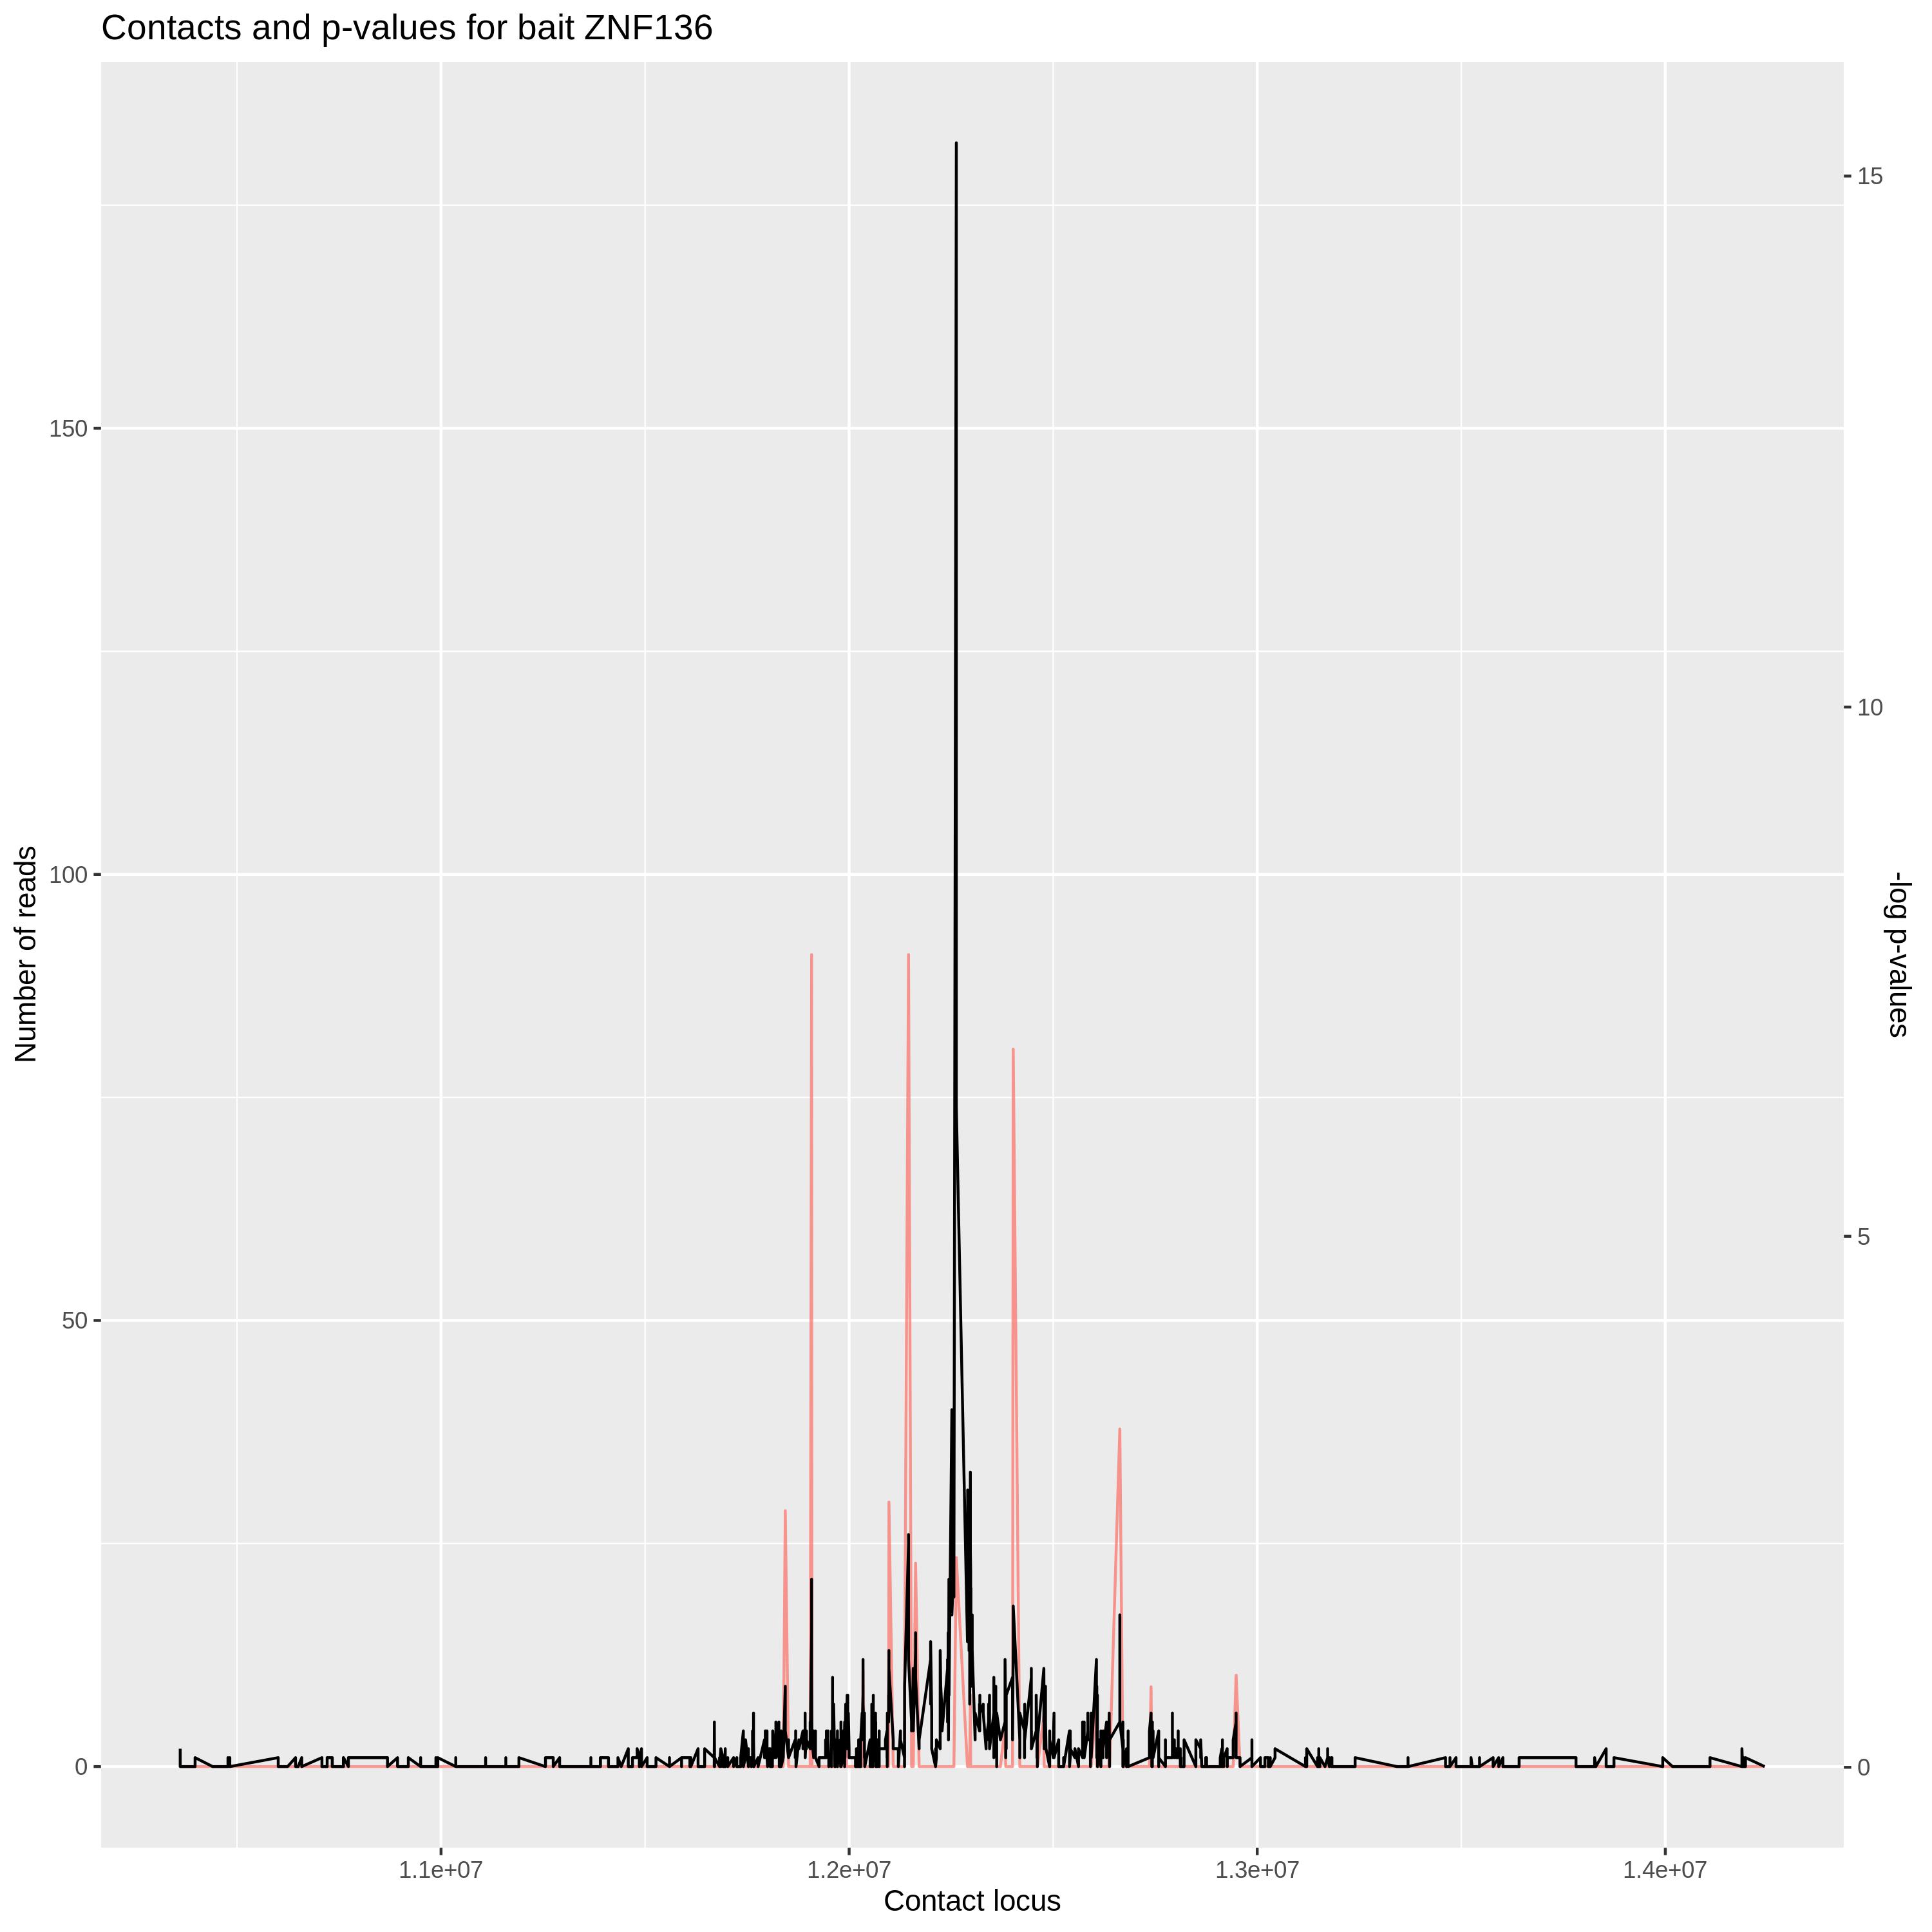 Contacts and p-values for bait ZNF136
Number of reads
150
100
50
0
15
10
5
0
-log p-values
1.1e+07
1.2e+07
1.3e+07
1.4e+07
Contact locus